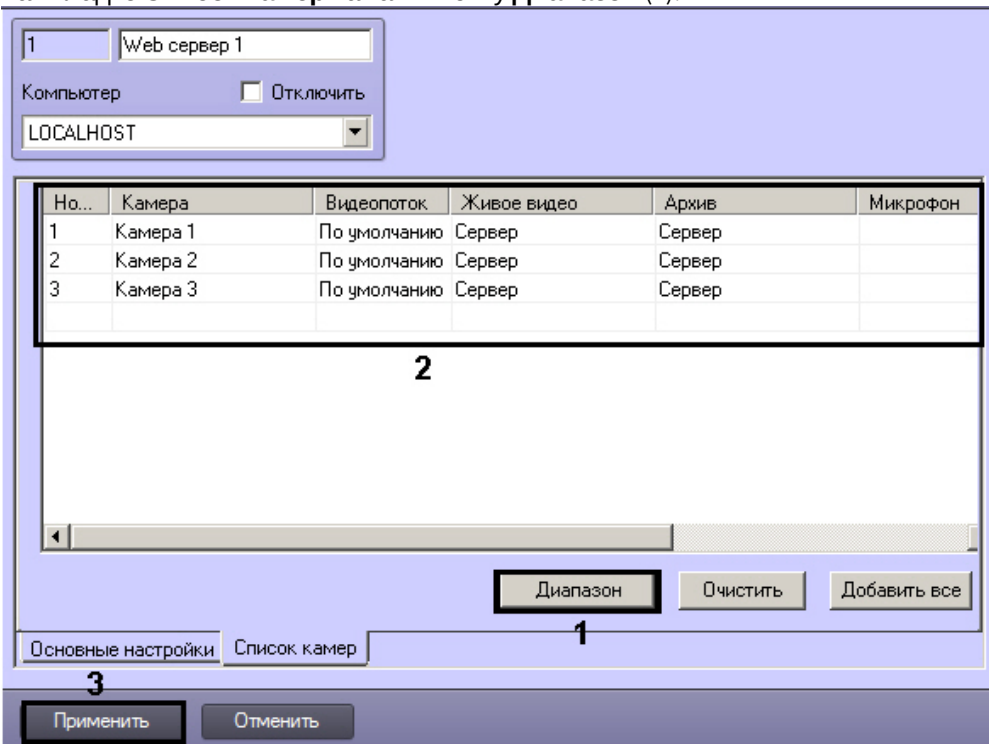 1 Web сервер 1
Компьютер Отключить
LOCALHOST
Но... Камера Видеопоток Живое видео Архив Микрофон
1 Камера 1 По умолчанию Сервер Сервер
2 Камера 2 По умолчанию Сервер Сервер
3 Камера 3 По умолчанию Сервер Сервер
2
Диапазон Очистить Добавить все
1
Основные настройки Список камер
3
Применить Отменить